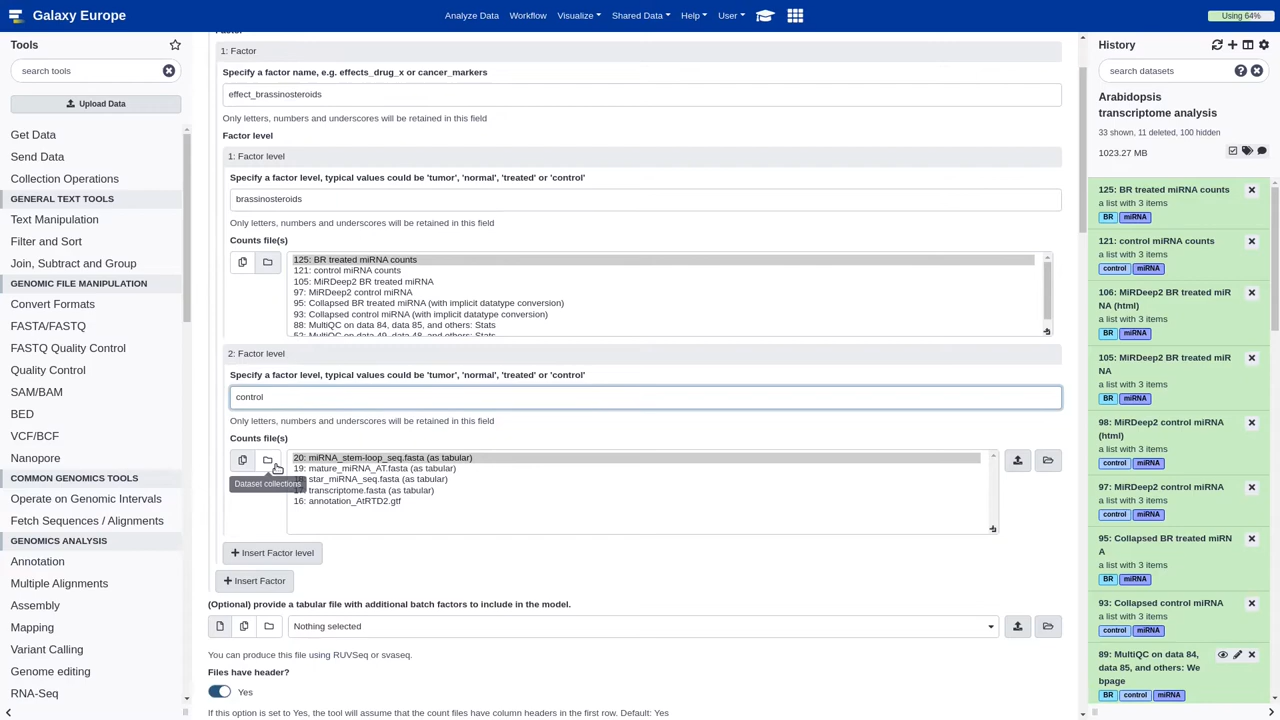 Galaxy Europe
Analyze Data Workflow Visualize Shared Data Help User
Using 64%
Tools
search tools
Upload Data
Get Data
Send Data
Collection Operations
GENERAL TEXT TOOLS
Text Manipulation
Filter and Sort
Join, Subtract and Group
GENOMIC FILE MANIPULATION
Convert Formats
FASTA/FASTQ
FASTQ Quality Control
Quality Control
SAM/BAM
BED
VCF/BCF
Nanopore
COMMON GENOMICS TOOLS
Operate on Genomic Intervals
Fetch Sequences / Alignments
GENOMICS ANALYSIS
Annotation
Multiple Alignments
Assembly
Mapping
Variant Calling
Genome editing
RNA-Seq
Factor
1: Factor
Specify a factor name, e.g. effects_drug_x or cancer_markers
effect_brassinosteroids
Only letters, numbers and underscores will be retained in this field
Factor level
1: Factor level
Specify a factor level, typical values could be 'tumor', 'normal', 'treated' or 'control'
brassinosteroids
Only letters, numbers and underscores will be retained in this field
Counts file(s)
125: BR treated miRNA counts
121: control miRNA counts
105: MiRDeep2 BR treated miRNA
97: MiRDeep2 control miRNA
95: Collapsed BR treated miRNA (with implicit datatype conversion)
93: Collapsed control miRNA (with implicit datatype conversion)
88: MultiQC on data 84, data 85, and others: Stats
52: MultiQC on data 49, data 48, and others: Stats
2: Factor level
Specify a factor level, typical values could be 'tumor', 'normal', 'treated' or 'control'
control
Only letters, numbers and underscores will be retained in this field
Counts file(s)
20: miRNA_stem-loop_seq.fasta (as tabular)
19: mature_miRNA_AT.fasta (as tabular)
star_miRNA_seq.fasta (as tabular)
transcriptome.fasta (as tabular)
16: annotation_AtRTD2.gtf
Dataset collections
Insert Factor level
Insert Factor
(Optional) provide a tabular file with additional batch factors to include in the model.
Nothing selected
You can produce this file using RUVSeq or svaseq.
Files have header?
Yes
If this option is set to Yes, the tool will assume that the count files have column headers in the first row. Default: Yes
History
search datasets
Arabidopsis
transcriptome analysis
33 shown, 11 deleted, 100 hidden
1023.27 MB
125: BR treated miRNA counts
a list with 3 items
BR miRNA
121: control miRNA counts
a list with 3 items
control miRNA
106: MiRDeep2 BR treated miR
NA (html)
a list with 3 items
BR miRNA
105: MiRDeep2 BR treated miR
NA
a list with 3 items
BR miRNA
98: MirDeep2 control miRNA
(html)
a list with 3 items
control miRNA
97: MiRDeep2 control miRNA
a list with 3 items
control miRNA
95: Collapsed BR treated miRN
A
a list with 3 items
BR miRNA
93: Collapsed control miRNA
a list with 3 items
control miRNA
89: MultiQC on data 84,
data 85, and others: We
bpage
BR control miRNA